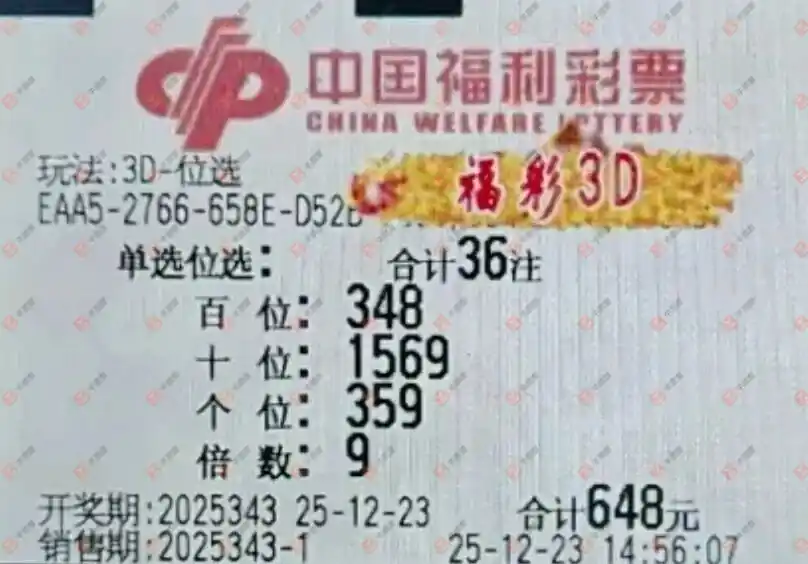 中国福利彩票
CHINA WELFARE LOTTERY
玩法:3D-位选
福彩3D
EAA5-2766-658E-D52B
单选位选: 合计36注
百 位: 348
十 位: 1569
个 位: 359
倍 数: 9
开奖期:2025343 25-12-23 合计648元
销售期:2025343-1 25-12-23 14:56:07